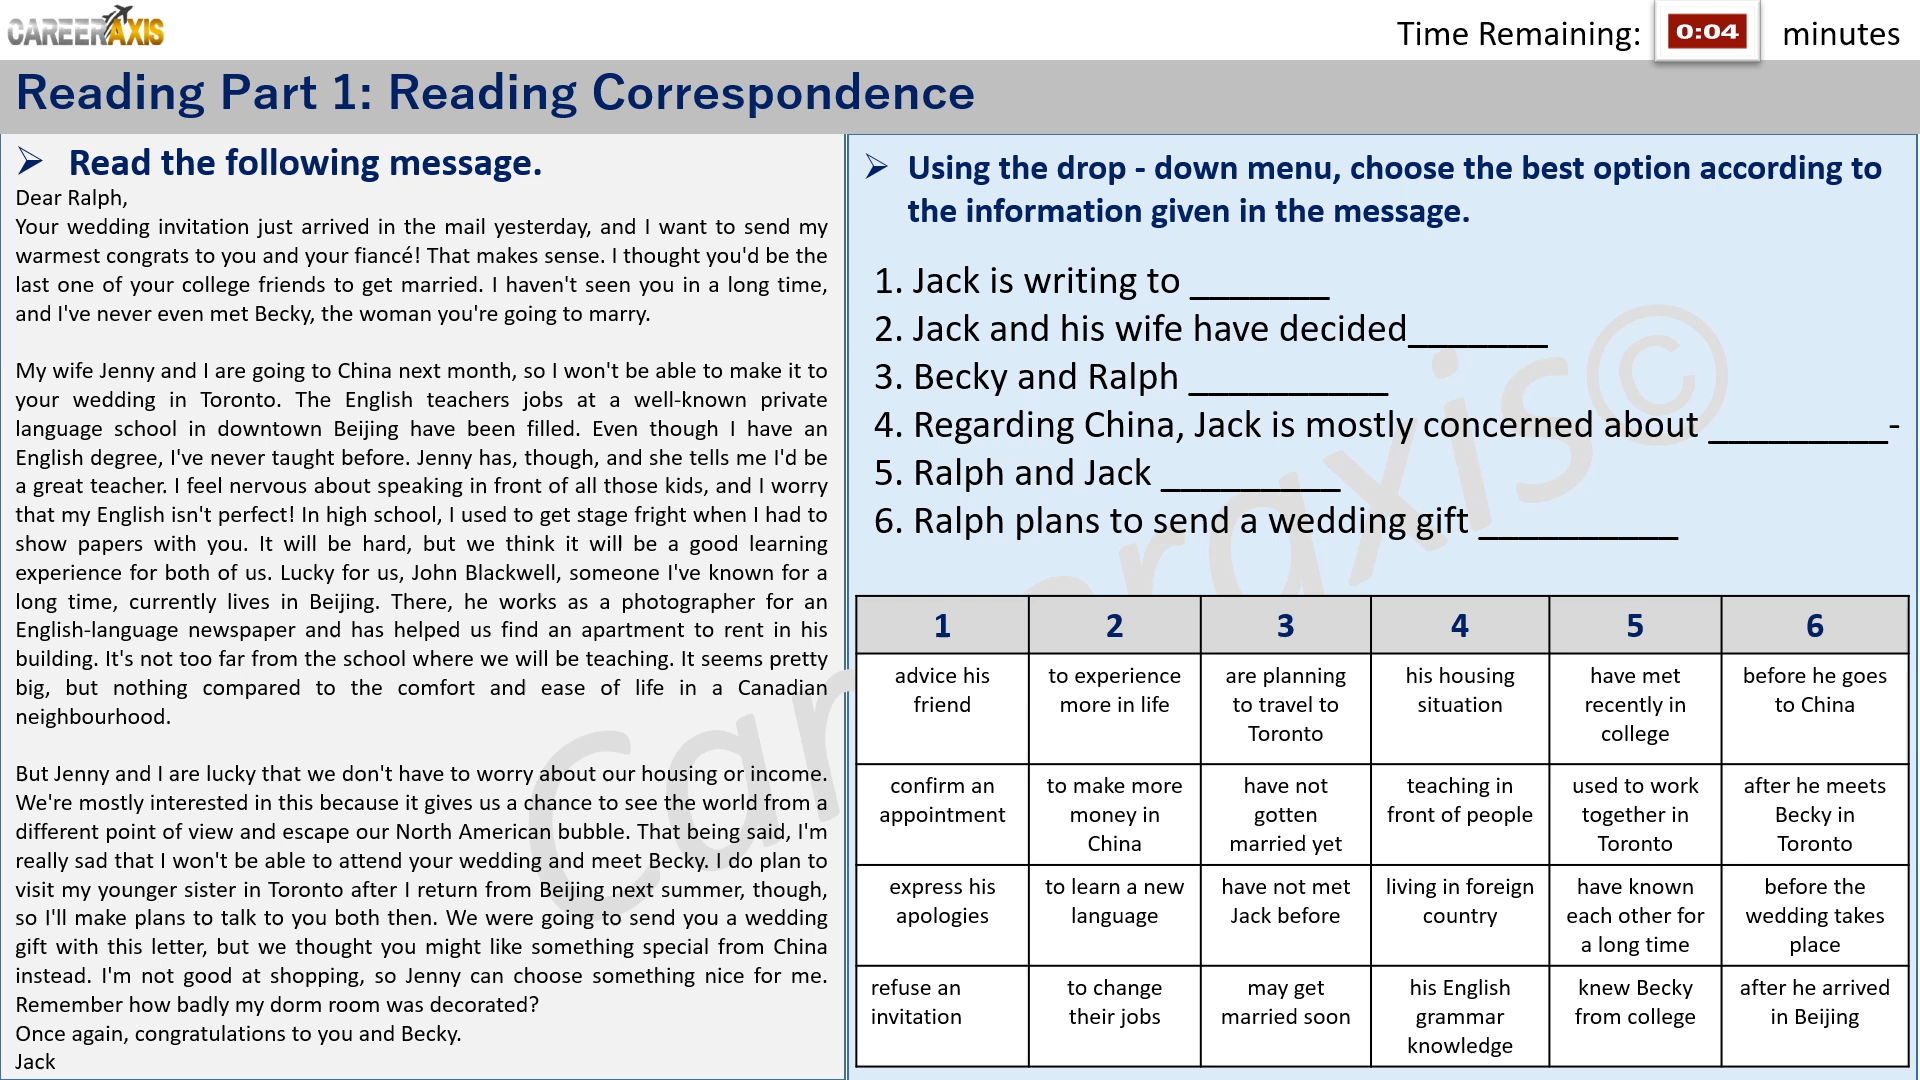 CAREERAXIS
Time Remaining: 0:04 minutes
Reading Part 1: Reading Correspondence
Read the following message.
Dear Ralph,
Your wedding invitation just arrived in the mail yesterday, and I want to send my
warmest congrats to you and your fiancé! That makes sense. I thought you'd be the
last one of your college friends to get married. I haven't seen you in a long time,
and I've never even met Becky, the woman you're going to marry.
My wife Jenny and I are going to China next month, so I won't be able to make it to
your wedding in Toronto. The English teachers jobs at a well-known private
language school in downtown Beijing have been filled. Even though I have an
English degree, I've never taught before. Jenny has, though, and she tells me I'd be
a great teacher. I feel nervous about speaking in front of all those kids, and I worry
that my English isn't perfect! In high school, I used to get stage fright when I had to
show papers with you. It will be hard, but we think it will be a good learning
experience for both of us. Lucky for us, John Blackwell, someone I've known for a
long time, currently lives in Beijing. There, he works as a photographer for an
English-language newspaper and has helped us find an apartment to rent in his
building. It's not too far from the school where we will be teaching. It seems pretty
big, but nothing compared to the comfort and ease of life in a Canadian
neighbourhood.
But Jenny and I are lucky that we don't have to worry about our housing or income.
We're mostly interested in this because it gives us a chance to see the world from a
different point of view and escape our North American bubble. That being said, I'm
really sad that I won't be able to attend your wedding and meet Becky. I do plan to
visit my younger sister in Toronto after I return from Beijing next summer, though,
so I'll make plans to talk to you both then. We were going to send you a wedding
gift with this letter, but we thought you might like something special from China
instead. I'm not good at shopping, so Jenny can choose something nice for me.
Remember how badly my dorm room was decorated?
Once again, congratulations to you and Becky.
Jack
Using the drop - down menu, choose the best option according to
the information given in the message.
1. Jack is writing to _______
2. Jack and his wife have decided_______
3. Becky and Ralph __________
4. Regarding China, Jack is mostly concerned about _________-
5. Ralph and Jack _________
6. Ralph plans to send a wedding gift __________
1 2 3 4 5 6
advice his
friend
to experience
more in life
are planning
to travel to
Toronto
his housing
situation
have met
recently in
college
before he goes
to China
confirm an
appointment
to make more
money in
China
have not
gotten
married yet
teaching in
front of people
used to work
together in
Toronto
after he meets
Becky in
Toronto
express his
apologies
to learn a new
language
have not met
Jack before
living in foreign
country
have known
each other for
a long time
before the
wedding takes
place
refuse an
invitation
to change
their jobs
may get
married soon
his English
grammar
knowledge
knew Becky
from college
after he arrived
in Beijing